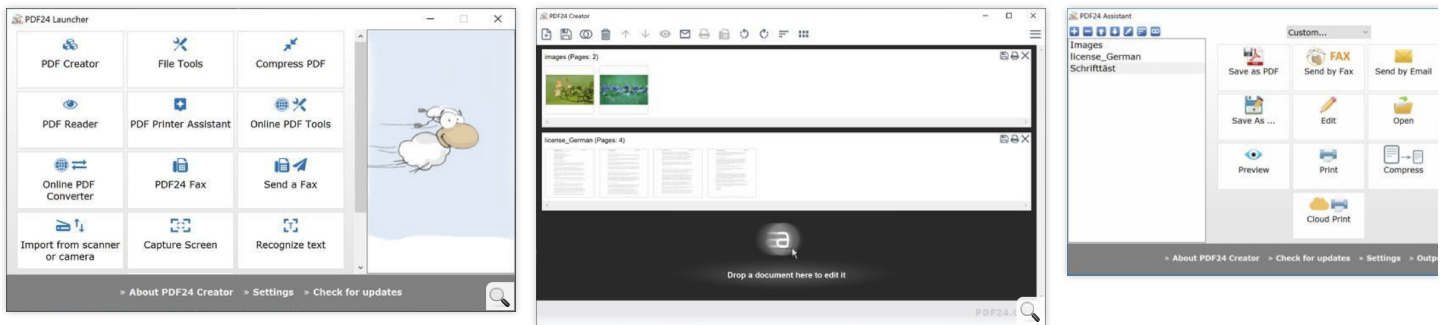 PDF24 Launcher
PDF Creator
File Tools
Compress PDF
PDF Reader
PDF Printer Assistant
Online PDF Tools
Online PDF
Converter
PDF24 Fax
Send a Fax
Import from scanner
or camera
Capture Screen
Recognize text
» About PDF24 Creator » Settings » Check for updates
PDF24 Creator
images (Pages: 2)
license_German (Pages: 4)
Drop a document here to edit it
PDF24 Assistant
Custom...
Images
license_German
Schrifttäst
Save as PDF
FAX
Send by Fax
Send by Email
Save As ...
Edit
Open
Preview
Print
Compress
Cloud Print
» About PDF24 Creator » Check for updates » Settings » Outp